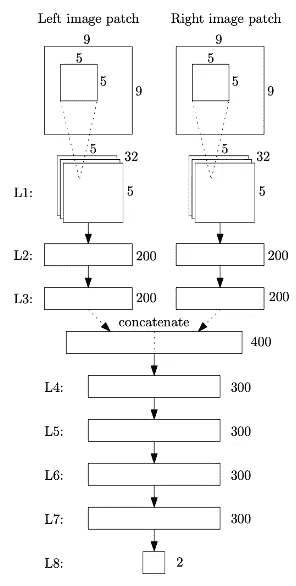 Left image patch Right image patch
9 9
5 5
5 9 5 9
5 32 5 32
L1: 5 5
L2: 200 200
L3: 200 200
concatenate
400
L4: 300
L5: 300
L6: 300
L7: 300
L8: 2